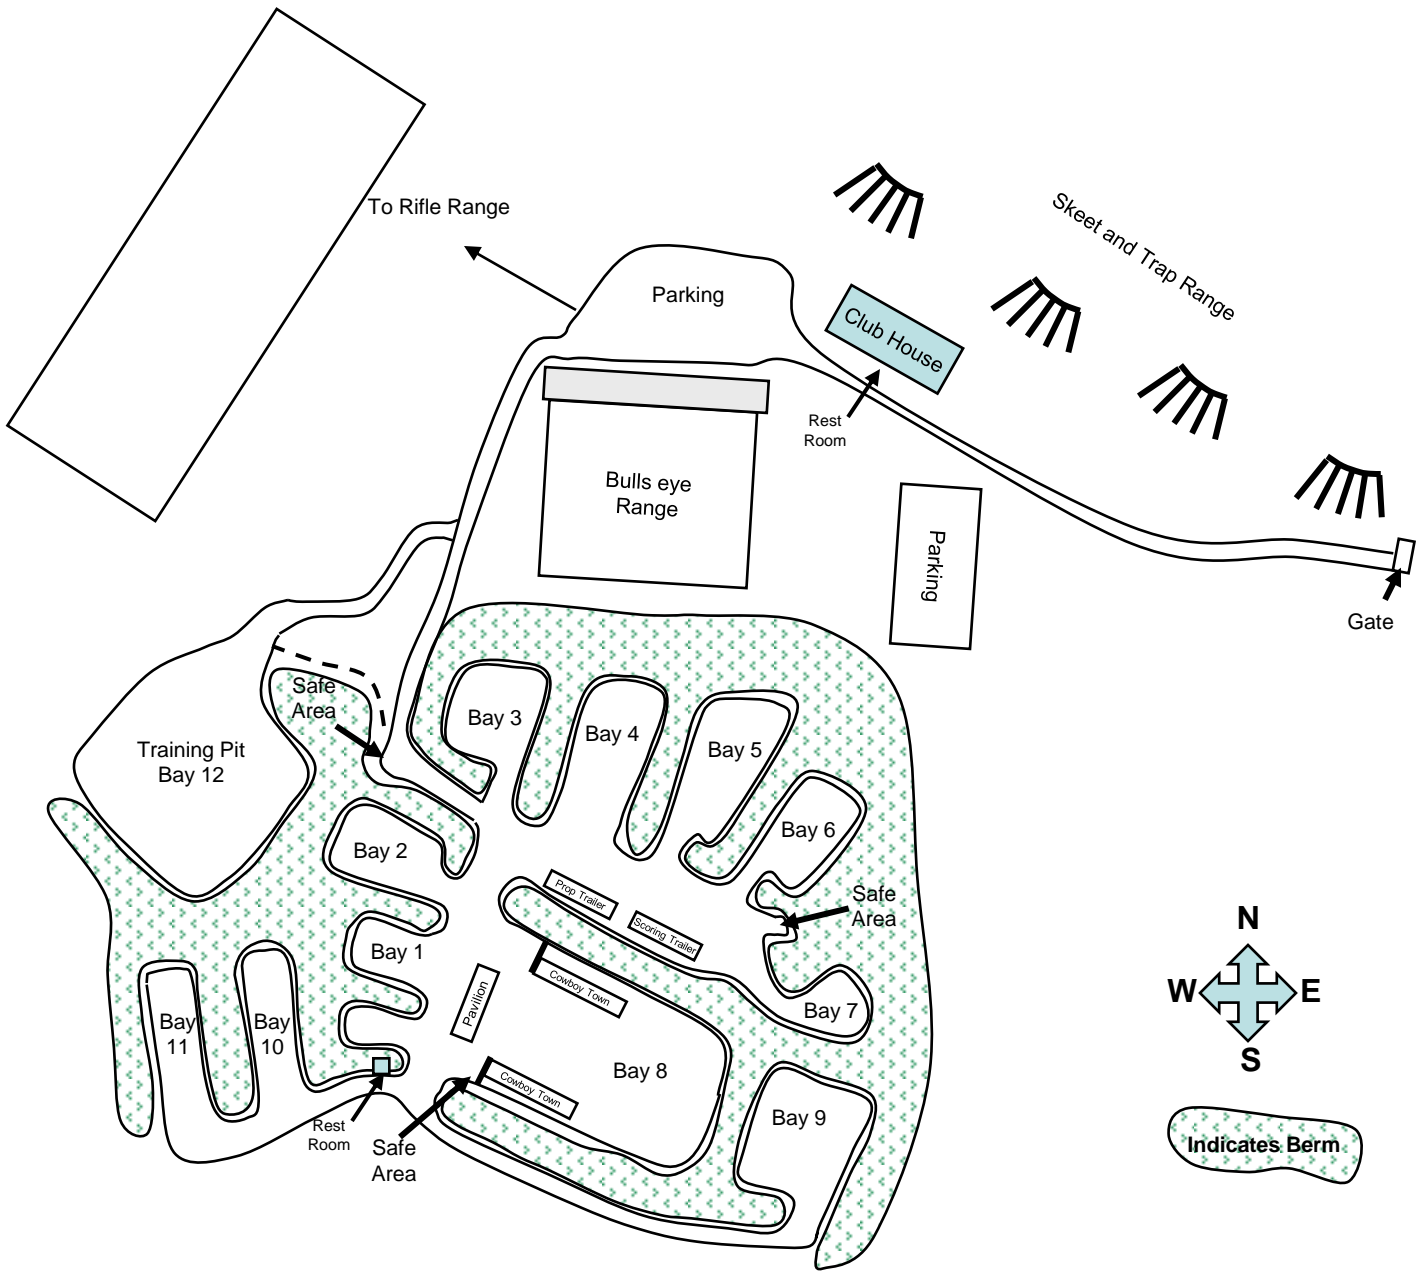 To Rifle Range
Skeet and Trap Range
Parking
Club House
Rest
Room
Bulls eye
Range
Parking
Gate
Safe
Area
Bay 3
Bay 4
Bay 5
Training Pit
Bay 12
Bay 6
Bay 2
Prop Trailer
Scoring Trailer
Safe
Area
Bay 1
Cowboy Town
Pavilion
Bay 7
Bay
11
Bay
10
Bay 8
Cowboy Town
Bay 9
Rest
Room
Safe
Area
N
W
E
S
Indicates Berm